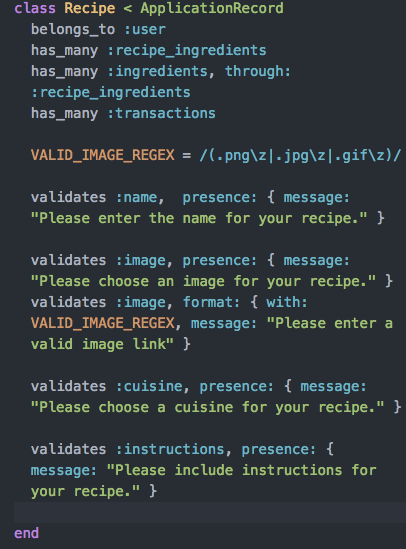 class Recipe < ApplicationRecord
  belongs_to :user
  has_many :recipe_ingredients
  has_many :ingredients, through:
  :recipe_ingredients
  has_many :transactions

  VALID_IMAGE_REGEX = /(.png\z|.jpg\z|.gif\z)/

  validates :name,  presence: { message:
  "Please enter the name for your recipe." }

  validates :image, presence: { message:
  "Please choose an image for your recipe." }
  validates :image, format: { with:
  VALID_IMAGE_REGEX, message: "Please enter a
  valid image link" }

  validates :cuisine, presence: { message:
  "Please choose a cuisine for your recipe." }

  validates :instructions, presence: {
  message: "Please include instructions for
  your recipe." }

end